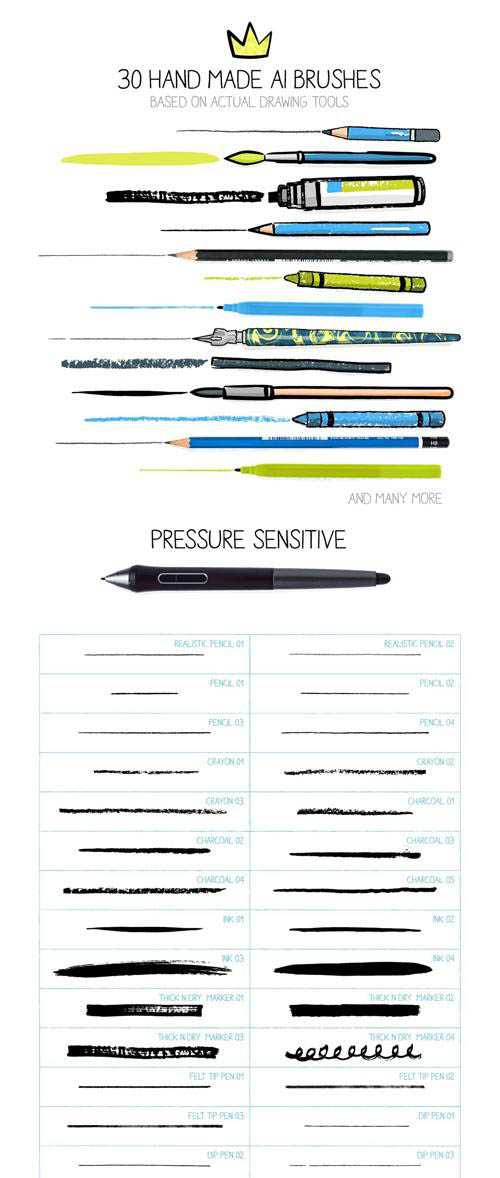 30 HAND MADE AI BRUSHES
BASED ON ACTUAL DRAWING TOOLS
AND MANY MORE
PRESSURE SENSITIVE
REALISTIC PENCIL 01
REALISTIC PENCIL 02
PENCIL 01
PENCIL 02
PENCIL 03
PENCIL 04
CRAYON 01
CRAYON 02
CRAYON 03
CHARCOAL 01
CHARCOAL 02
CHARCOAL 03
CHARCOAL 04
CHARCOAL 05
INK 01
INK 02
INK 03
INK 04
THICK N DRY MARKER 01
THICK N DRY MARKER 02
THICK N DRY MARKER 03
THICK N DRY MARKER 04
FELT TIP PEN 01
FELT TIP PEN 02
FELT TIP PEN 03
DIP PEN 01
DIP PEN 02
DIP PEN 03